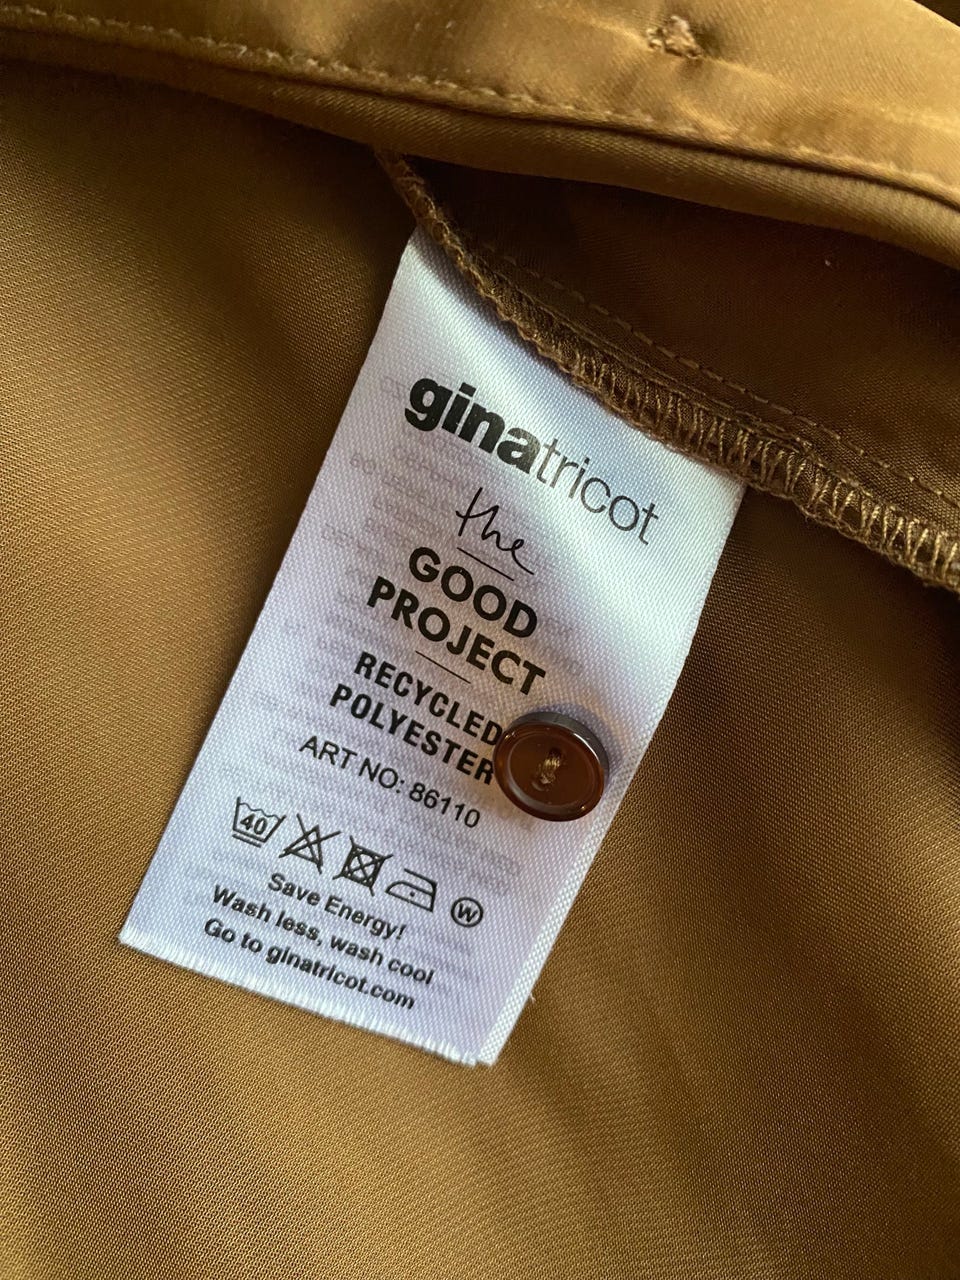 ginatricot
the
GOOD
PROJECT
RECYCLED
POLYESTER
ART NO: 86110
40
W
Save Energy!
Wash less, wash cool
Go to ginatricot.com